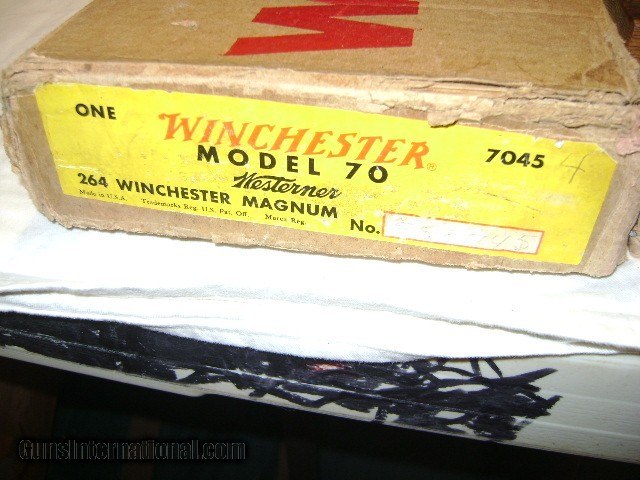 ONE WINCHESTER® 7045 4
MODEL 70
Westerner
264 WINCHESTER MAGNUM
Made in U.S.A. Trademarks Reg. U.S. Pat. Off. Marca Reg.
No.
GunsInternational.com